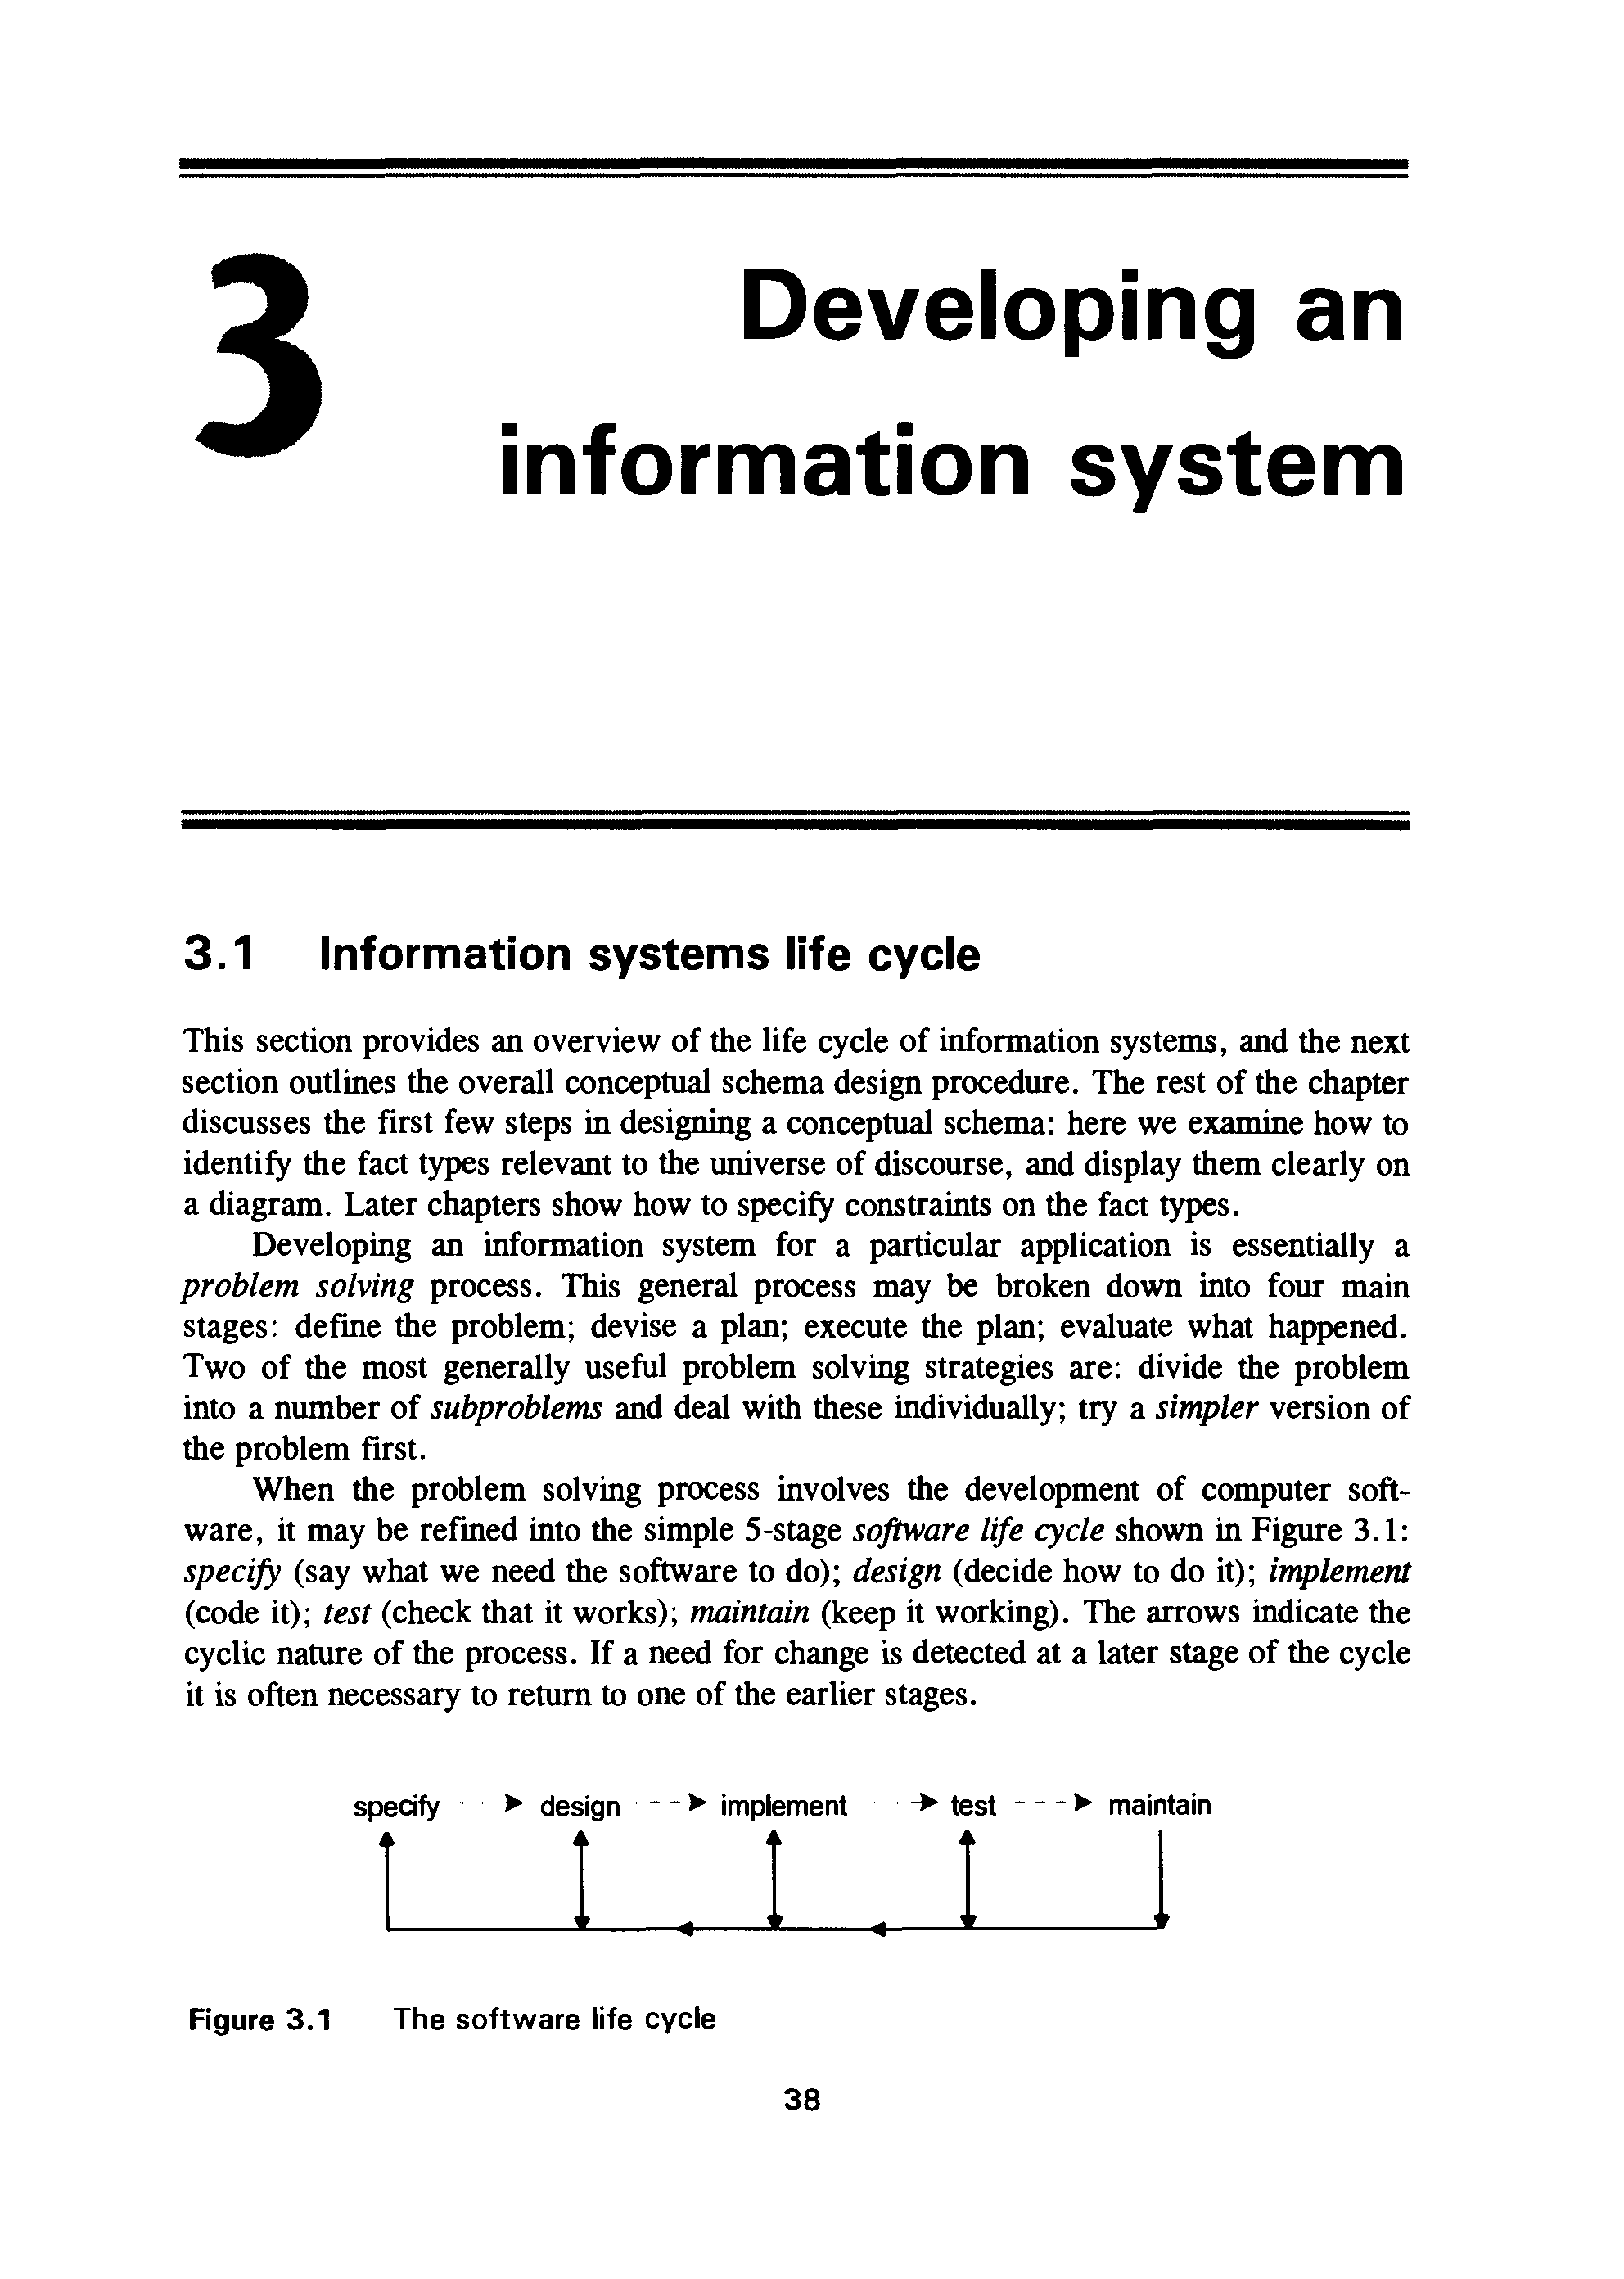 3
Developing an
information system
3.1 Information systems life cycle
This section provides an overview of the life cycle of information systems, and the next
section outlines the overall conceptual schema design procedure. The rest of the chapter
discusses the first few steps in designing a conceptual schema: here we examine how to
identify the fact types relevant to the universe of discourse, and display them clearly on
a diagram. Later chapters show how to specify constraints on the fact types.
Developing an information system for a particular application is essentially a
problem solving process. This general process may be broken down into four main
stages: define the problem; devise a plan; execute the plan; evaluate what happened.
Two of the most generally useful problem solving strategies are: divide the problem
into a number of subproblems and deal with these individually; try a simpler version of
the problem first.
When the problem solving process involves the development of computer soft-
ware, it may be refined into the simple 5-stage software life cycle shown in Figure 3.1:
specify (say what we need the software to do); design (decide how to do it); implement
(code it); test (check that it works); maintain (keep it working). The arrows indicate the
cyclic nature of the process. If a need for change is detected at a later stage of the cycle
it is often necessary to return to one of the earlier stages.
specify design implement test maintain
Figure 3.1 The software life cycle
38